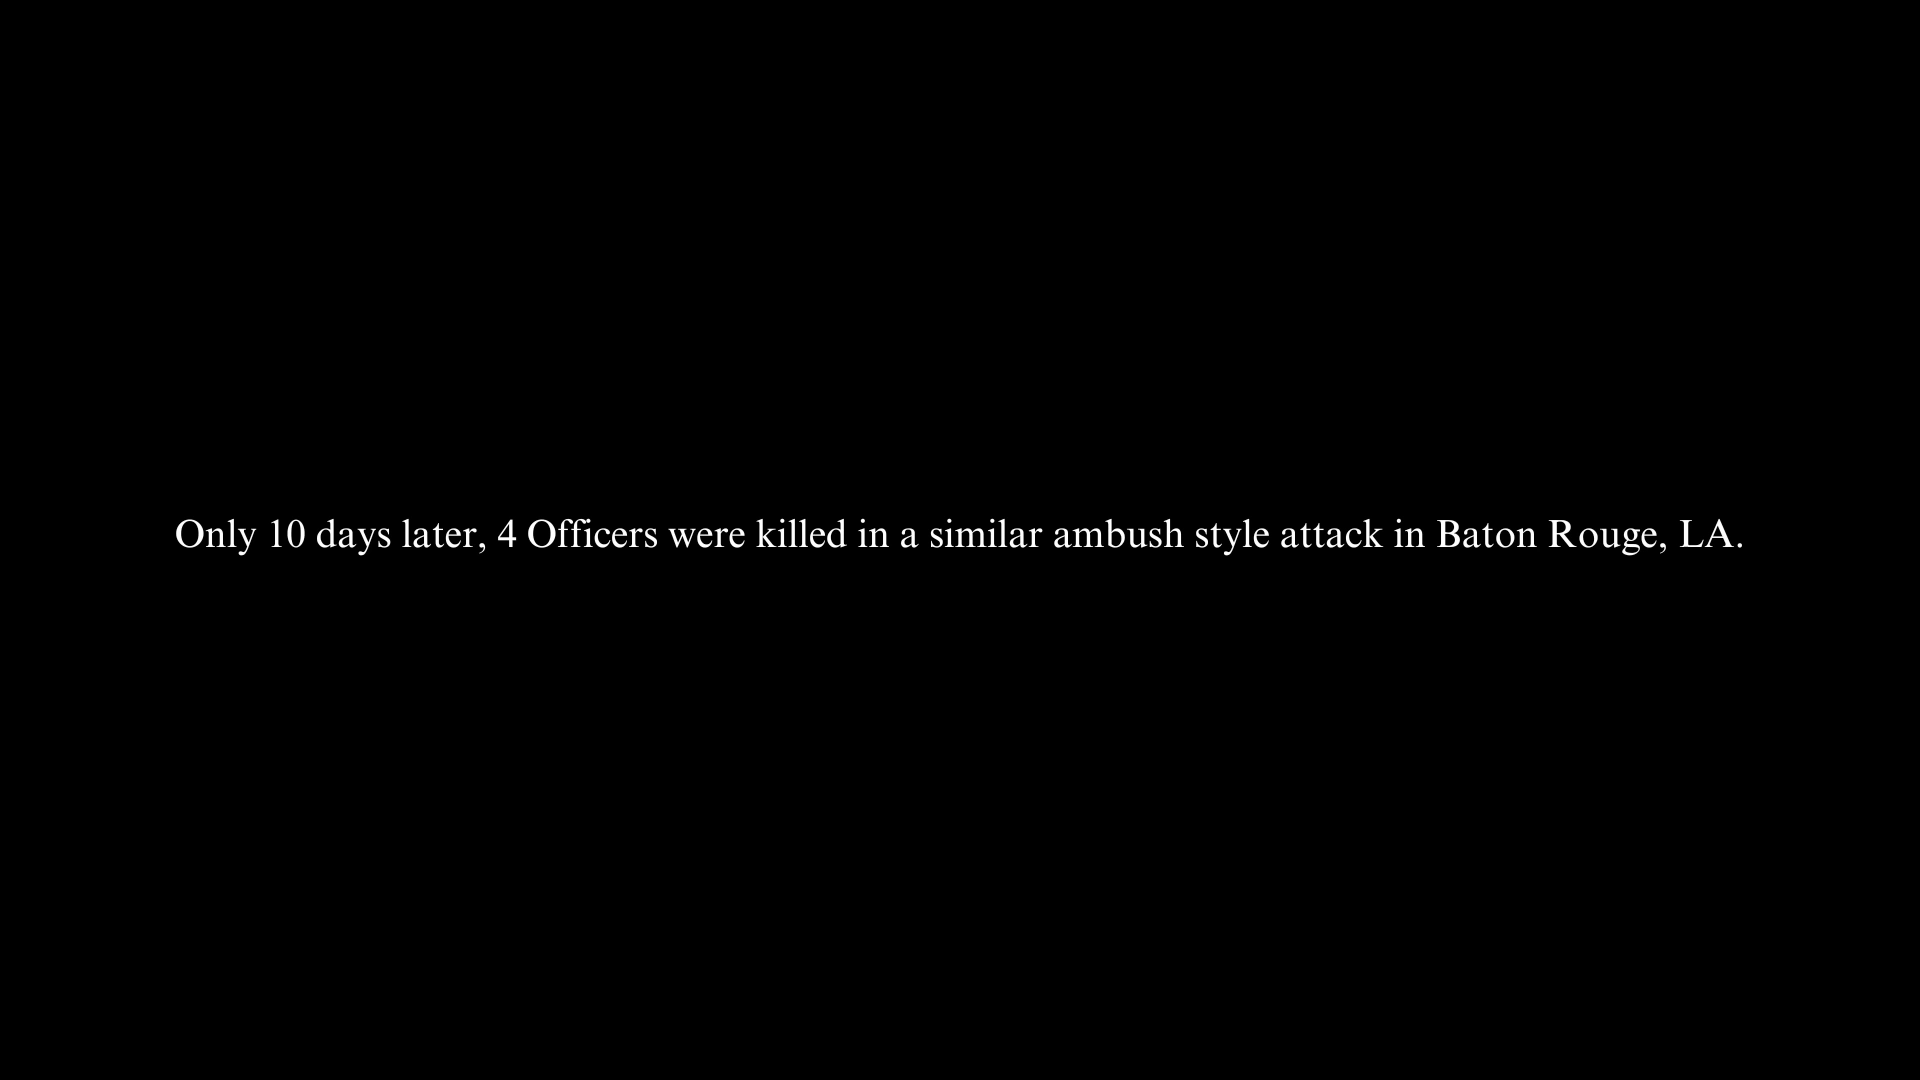 Only 10 days later, 4 Officers were killed in a similar ambush style attack in Baton Rouge, LA.